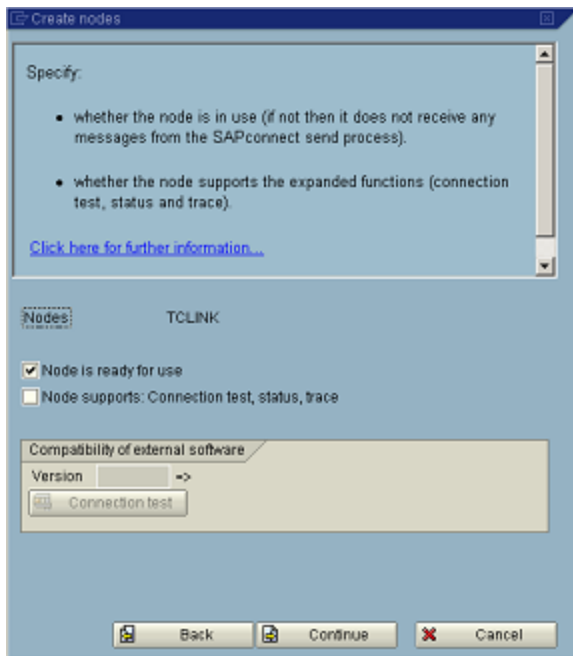 Create nodes
Specify:
• whether the node is in use (if not then it does not receive any
messages from the SAPconnect send process).
• whether the node supports the expanded functions (connection
test, status and trace).
Click here for further information...
Nodes TCLINK
Node is ready for use
Node supports: Connection test, status, trace
Compatibility of external software
Version =>
Connection test
Back Continue Cancel